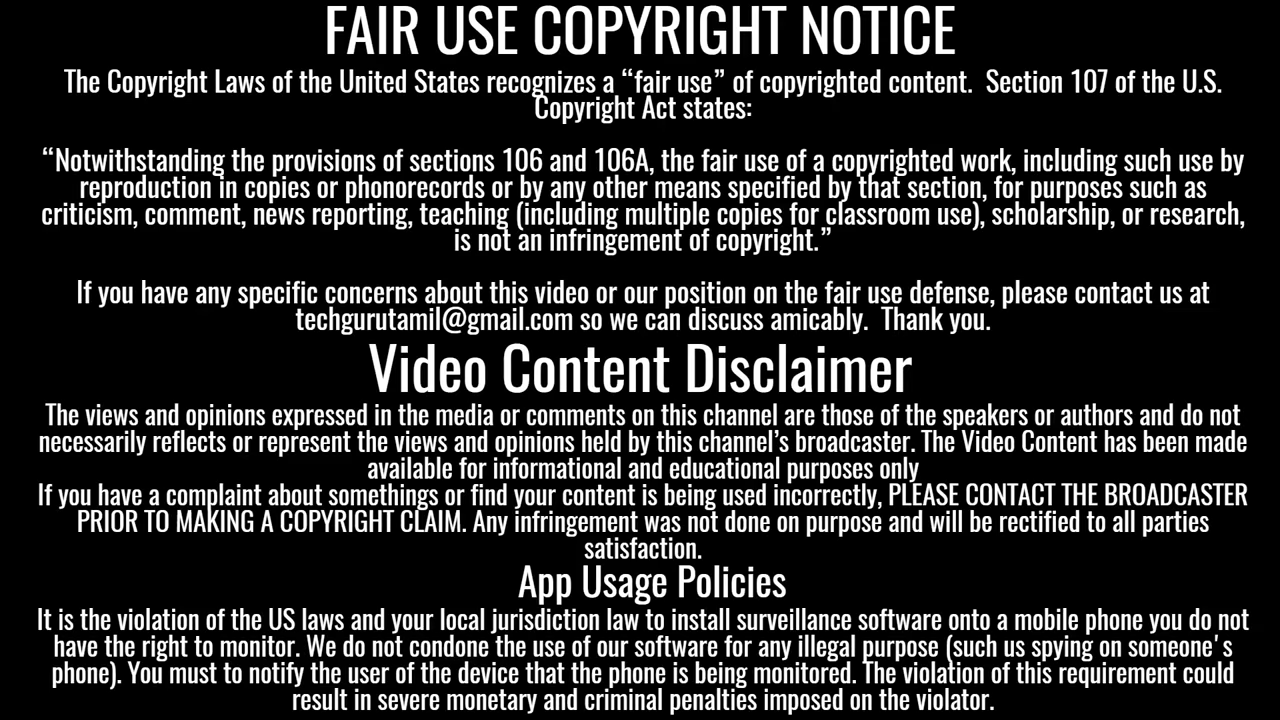 FAIR USE COPYRIGHT NOTICE
The Copyright Laws of the United States recognizes a “fair use” of copyrighted content.  Section 107 of the U.S.
Copyright Act states:
“Notwithstanding the provisions of sections 106 and 106A, the fair use of a copyrighted work, including such use by
reproduction in copies or phonorecords or by any other means specified by that section, for purposes such as
criticism, comment, news reporting, teaching (including multiple copies for classroom use), scholarship, or research,
is not an infringement of copyright.”
If you have any specific concerns about this video or our position on the fair use defense, please contact us at
techgurutamil@gmail.com so we can discuss amicably.  Thank you.
Video Content Disclaimer
The views and opinions expressed in the media or comments on this channel are those of the speakers or authors and do not
necessarily reflects or represent the views and opinions held by this channel’s broadcaster. The Video Content has been made
available for informational and educational purposes only
If you have a complaint about somethings or find your content is being used incorrectly, PLEASE CONTACT THE BROADCASTER
PRIOR TO MAKING A COPYRIGHT CLAIM. Any infringement was not done on purpose and will be rectified to all parties
satisfaction.
App Usage Policies
It is the violation of the US laws and your local jurisdiction law to install surveillance software onto a mobile phone you do not
have the right to monitor. We do not condone the use of our software for any illegal purpose (such us spying on someone's
phone). You must to notify the user of the device that the phone is being monitored. The violation of this requirement could
result in severe monetary and criminal penalties imposed on the violator.